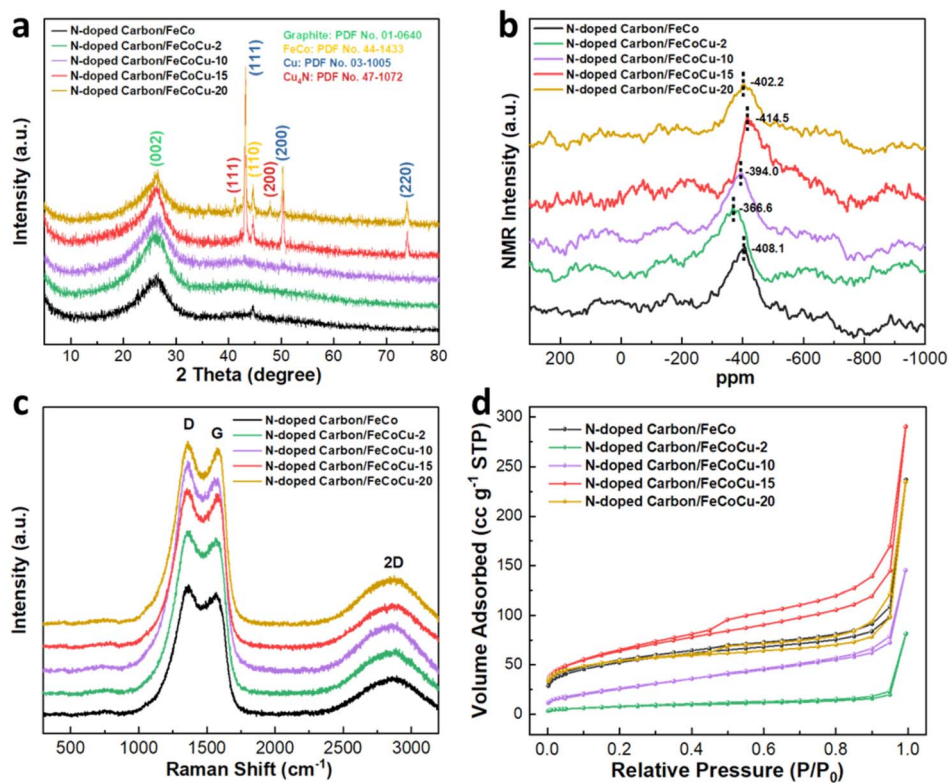 a
N-doped Carbon/FeCo
N-doped Carbon/FeCoCu-2
N-doped Carbon/FeCoCu-10
N-doped Carbon/FeCoCu-15
N-doped Carbon/FeCoCu-20
Graphite: PDF No. 01-0640
FeCo: PDF No. 44-1433
Cu: PDF No. 03-1005
Cu₄N: PDF No. 47-1072
(002)
(111)
(111)
(110)
(200)
(200)
(220)
Intensity (a.u.)
10 20 30 40 50 60 70 80
2 Theta (degree)
b
N-doped Carbon/FeCo
N-doped Carbon/FeCoCu-2
N-doped Carbon/FeCoCu-10
N-doped Carbon/FeCoCu-15
N-doped Carbon/FeCoCu-20
-402.2
-414.5
-394.0
-366.6
-408.1
NMR Intensity (a.u.)
200 0 -200 -400 -600 -800 -1000
ppm
c
D
G
2D
N-doped Carbon/FeCo
N-doped Carbon/FeCoCu-2
N-doped Carbon/FeCoCu-10
N-doped Carbon/FeCoCu-15
N-doped Carbon/FeCoCu-20
Intensity (a.u.)
500 1000 1500 2000 2500 3000
Raman Shift (cm⁻¹)
d
N-doped Carbon/FeCo
N-doped Carbon/FeCoCu-2
N-doped Carbon/FeCoCu-10
N-doped Carbon/FeCoCu-15
N-doped Carbon/FeCoCu-20
Volume Adsorbed (cc g⁻¹ STP)
300
250
200
150
100
50
0
0.0 0.2 0.4 0.6 0.8 1.0
Relative Pressure (P/P₀)